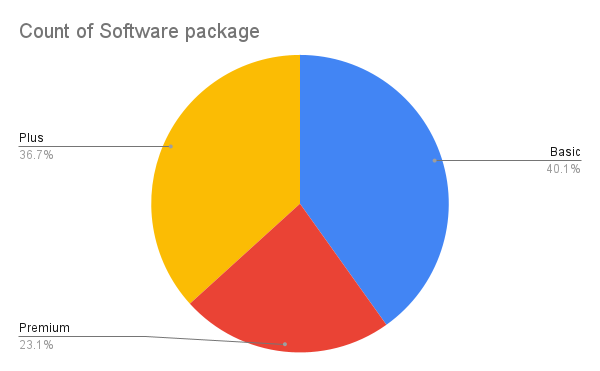 Count of Software package
Plus
36.7%
Basic
40.1%
Premium
23.1%